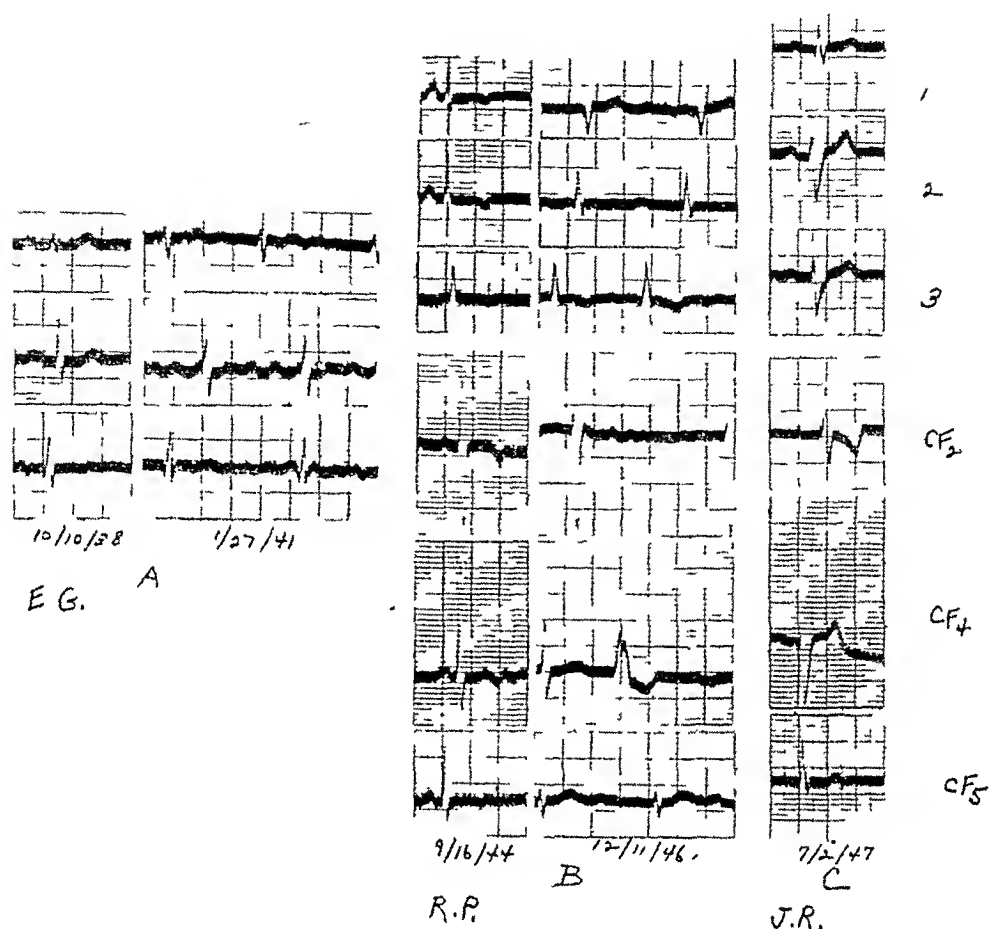 1
2
3
CF2
CF4
CF5
10/10/38 1/27/41
A
E G.
9/16/44 12/11/46.
B
R.P.
7/2/47
C
J.R.